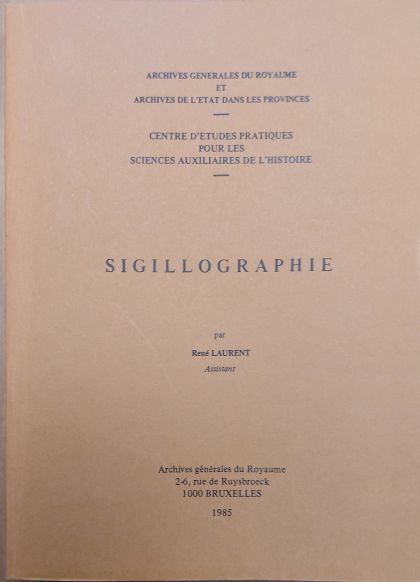 ARCHIVES GENERALES DU ROYAUME
ET
ARCHIVES DE L'ETAT DANS LES PROVINCES
CENTRE D'ETUDES PRATIQUES
POUR LES
SCIENCES AUXILIAIRES DE L'HISTOIRE
SIGILLOGRAPHIE
par
René LAURENT
Assistant
Archives générales du Royaume
2-6, rue de Ruysbroeck
1000 BRUXELLES
1985